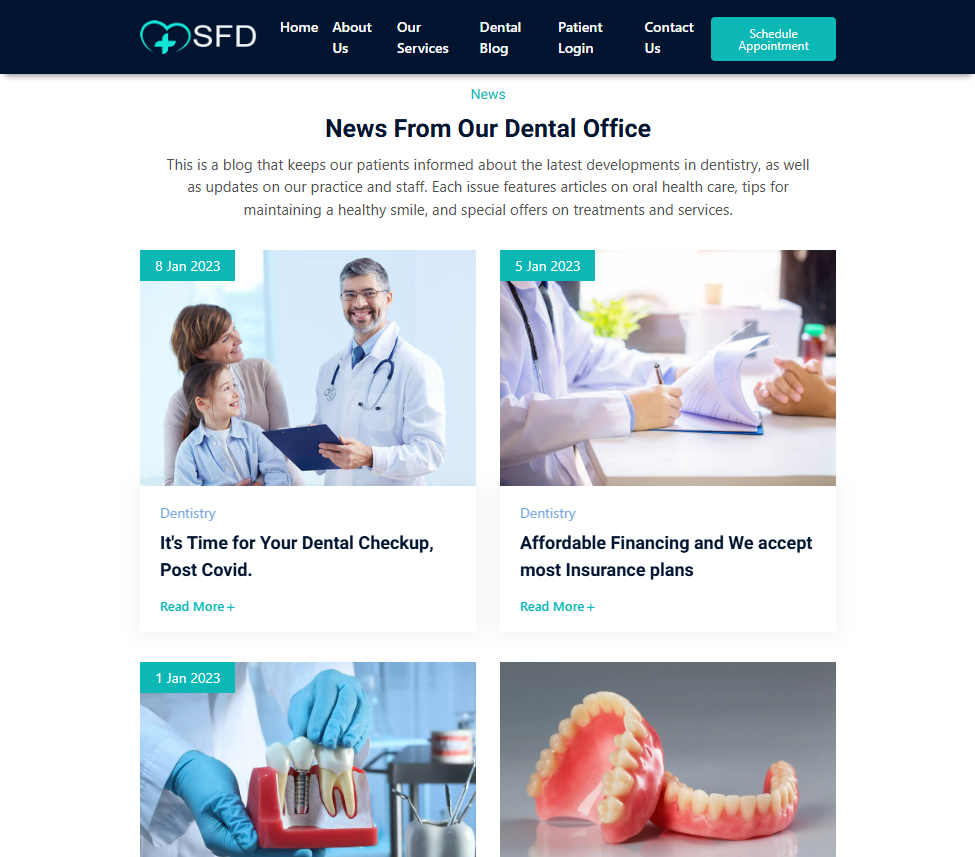 SFD
Home
About
Us
Our
Services
Dental
Blog
Patient
Login
Contact
Us
Schedule
Appointment
News
News From Our Dental Office
This is a blog that keeps our patients informed about the latest developments in dentistry, as well
as updates on our practice and staff. Each issue features articles on oral health care, tips for
maintaining a healthy smile, and special offers on treatments and services.
8 Jan 2023
Dentistry
It's Time for Your Dental Checkup,
Post Covid.
Read More+
5 Jan 2023
Dentistry
Affordable Financing and We accept
most Insurance plans
Read More+
1 Jan 2023